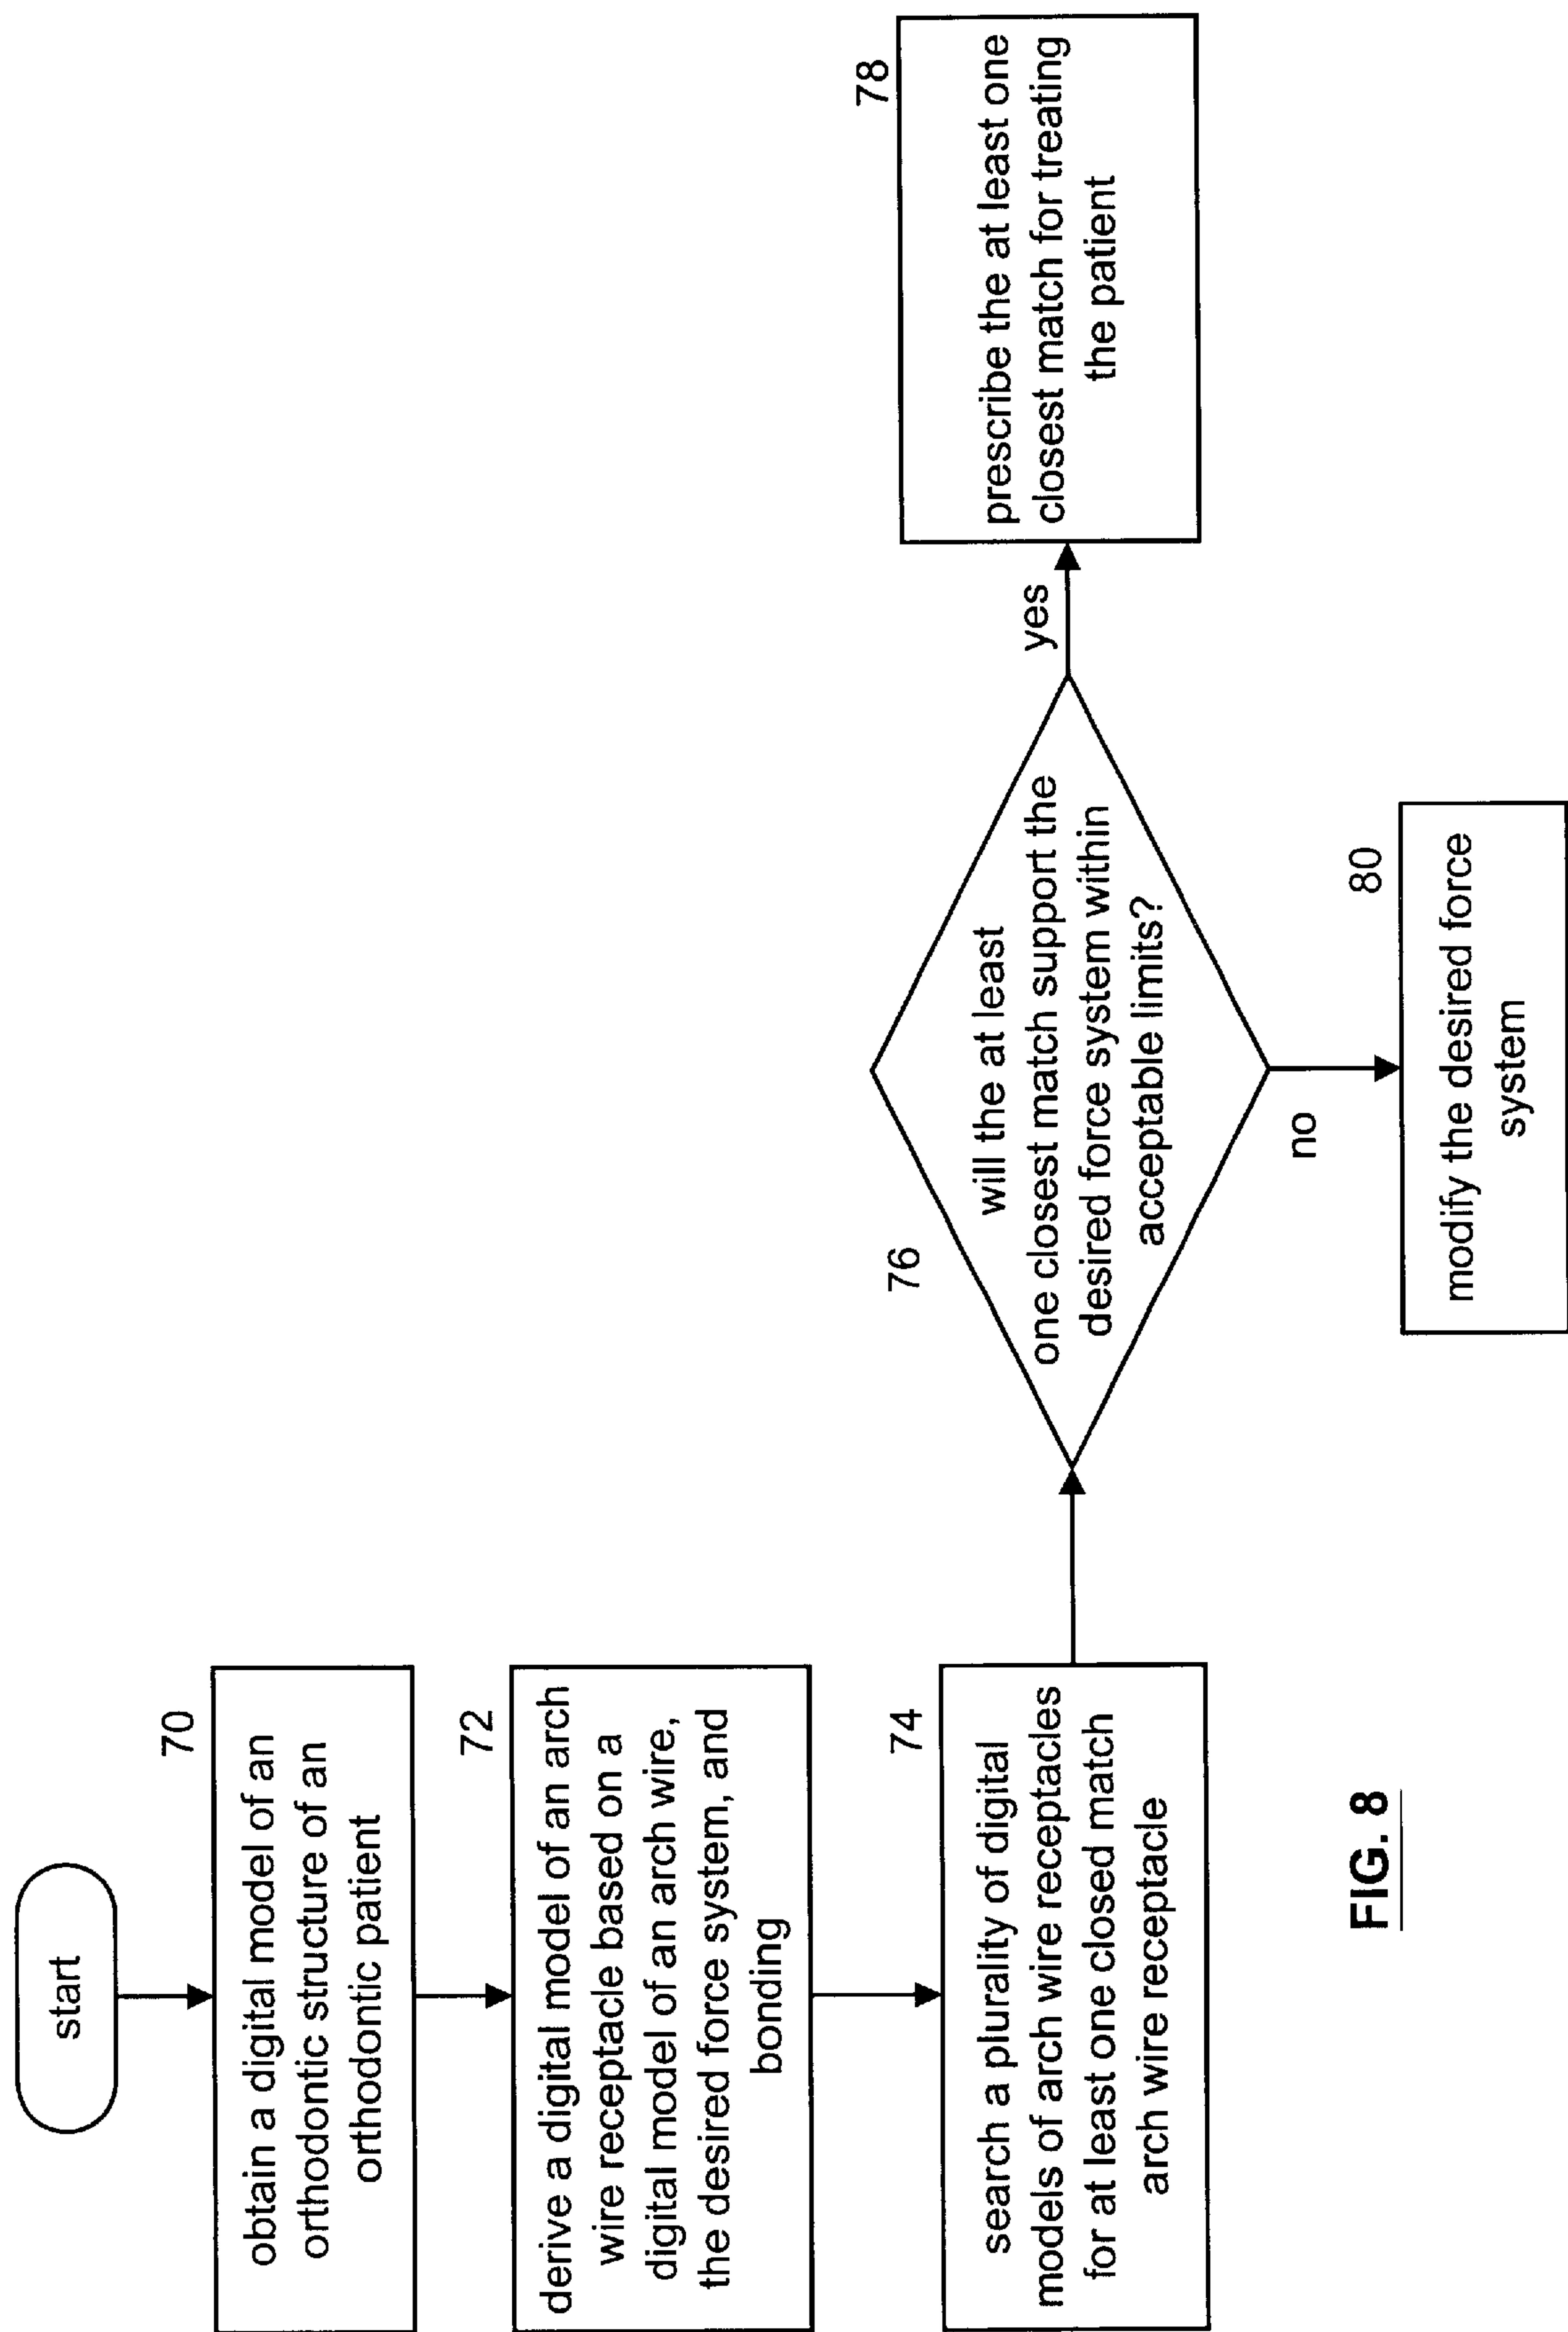 start
70
obtain a digital model of an
orthodontic structure of an
orthodontic patient
72
derive a digital model of an arch
wire receptacle based on a
digital model of an arch wire,
the desired force system, and
bonding
74
search a plurality of digital
models of arch wire receptacles
for at least one closed match
arch wire receptacle
76
will the at least
one closest match support the
desired force system within
acceptable limits?
yes
78
prescribe the at least one
closest match for treating
the patient
no
80
modify the desired force
system
FIG. 8